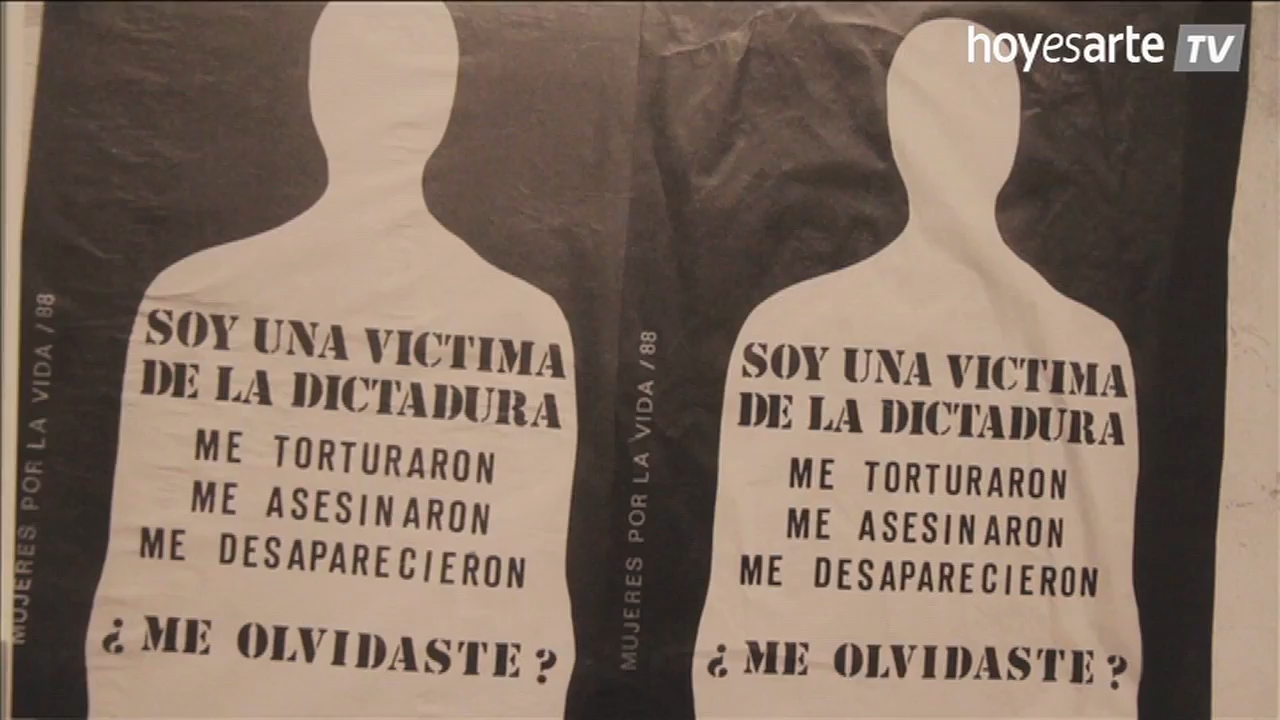 hoyesarte TV
MUJERES POR LA VIDA / 88
SOY UNA VICTIMA
DE LA DICTADURA
ME TORTURARON
ME ASESINARON
ME DESAPARECIERON
¿ ME OLVIDASTE ?
MUJERES POR LA VIDA / 88
SOY UNA VICTIMA
DE LA DICTADURA
ME TORTURARON
ME ASESINARON
ME DESAPARECIERON
¿ ME OLVIDASTE ?